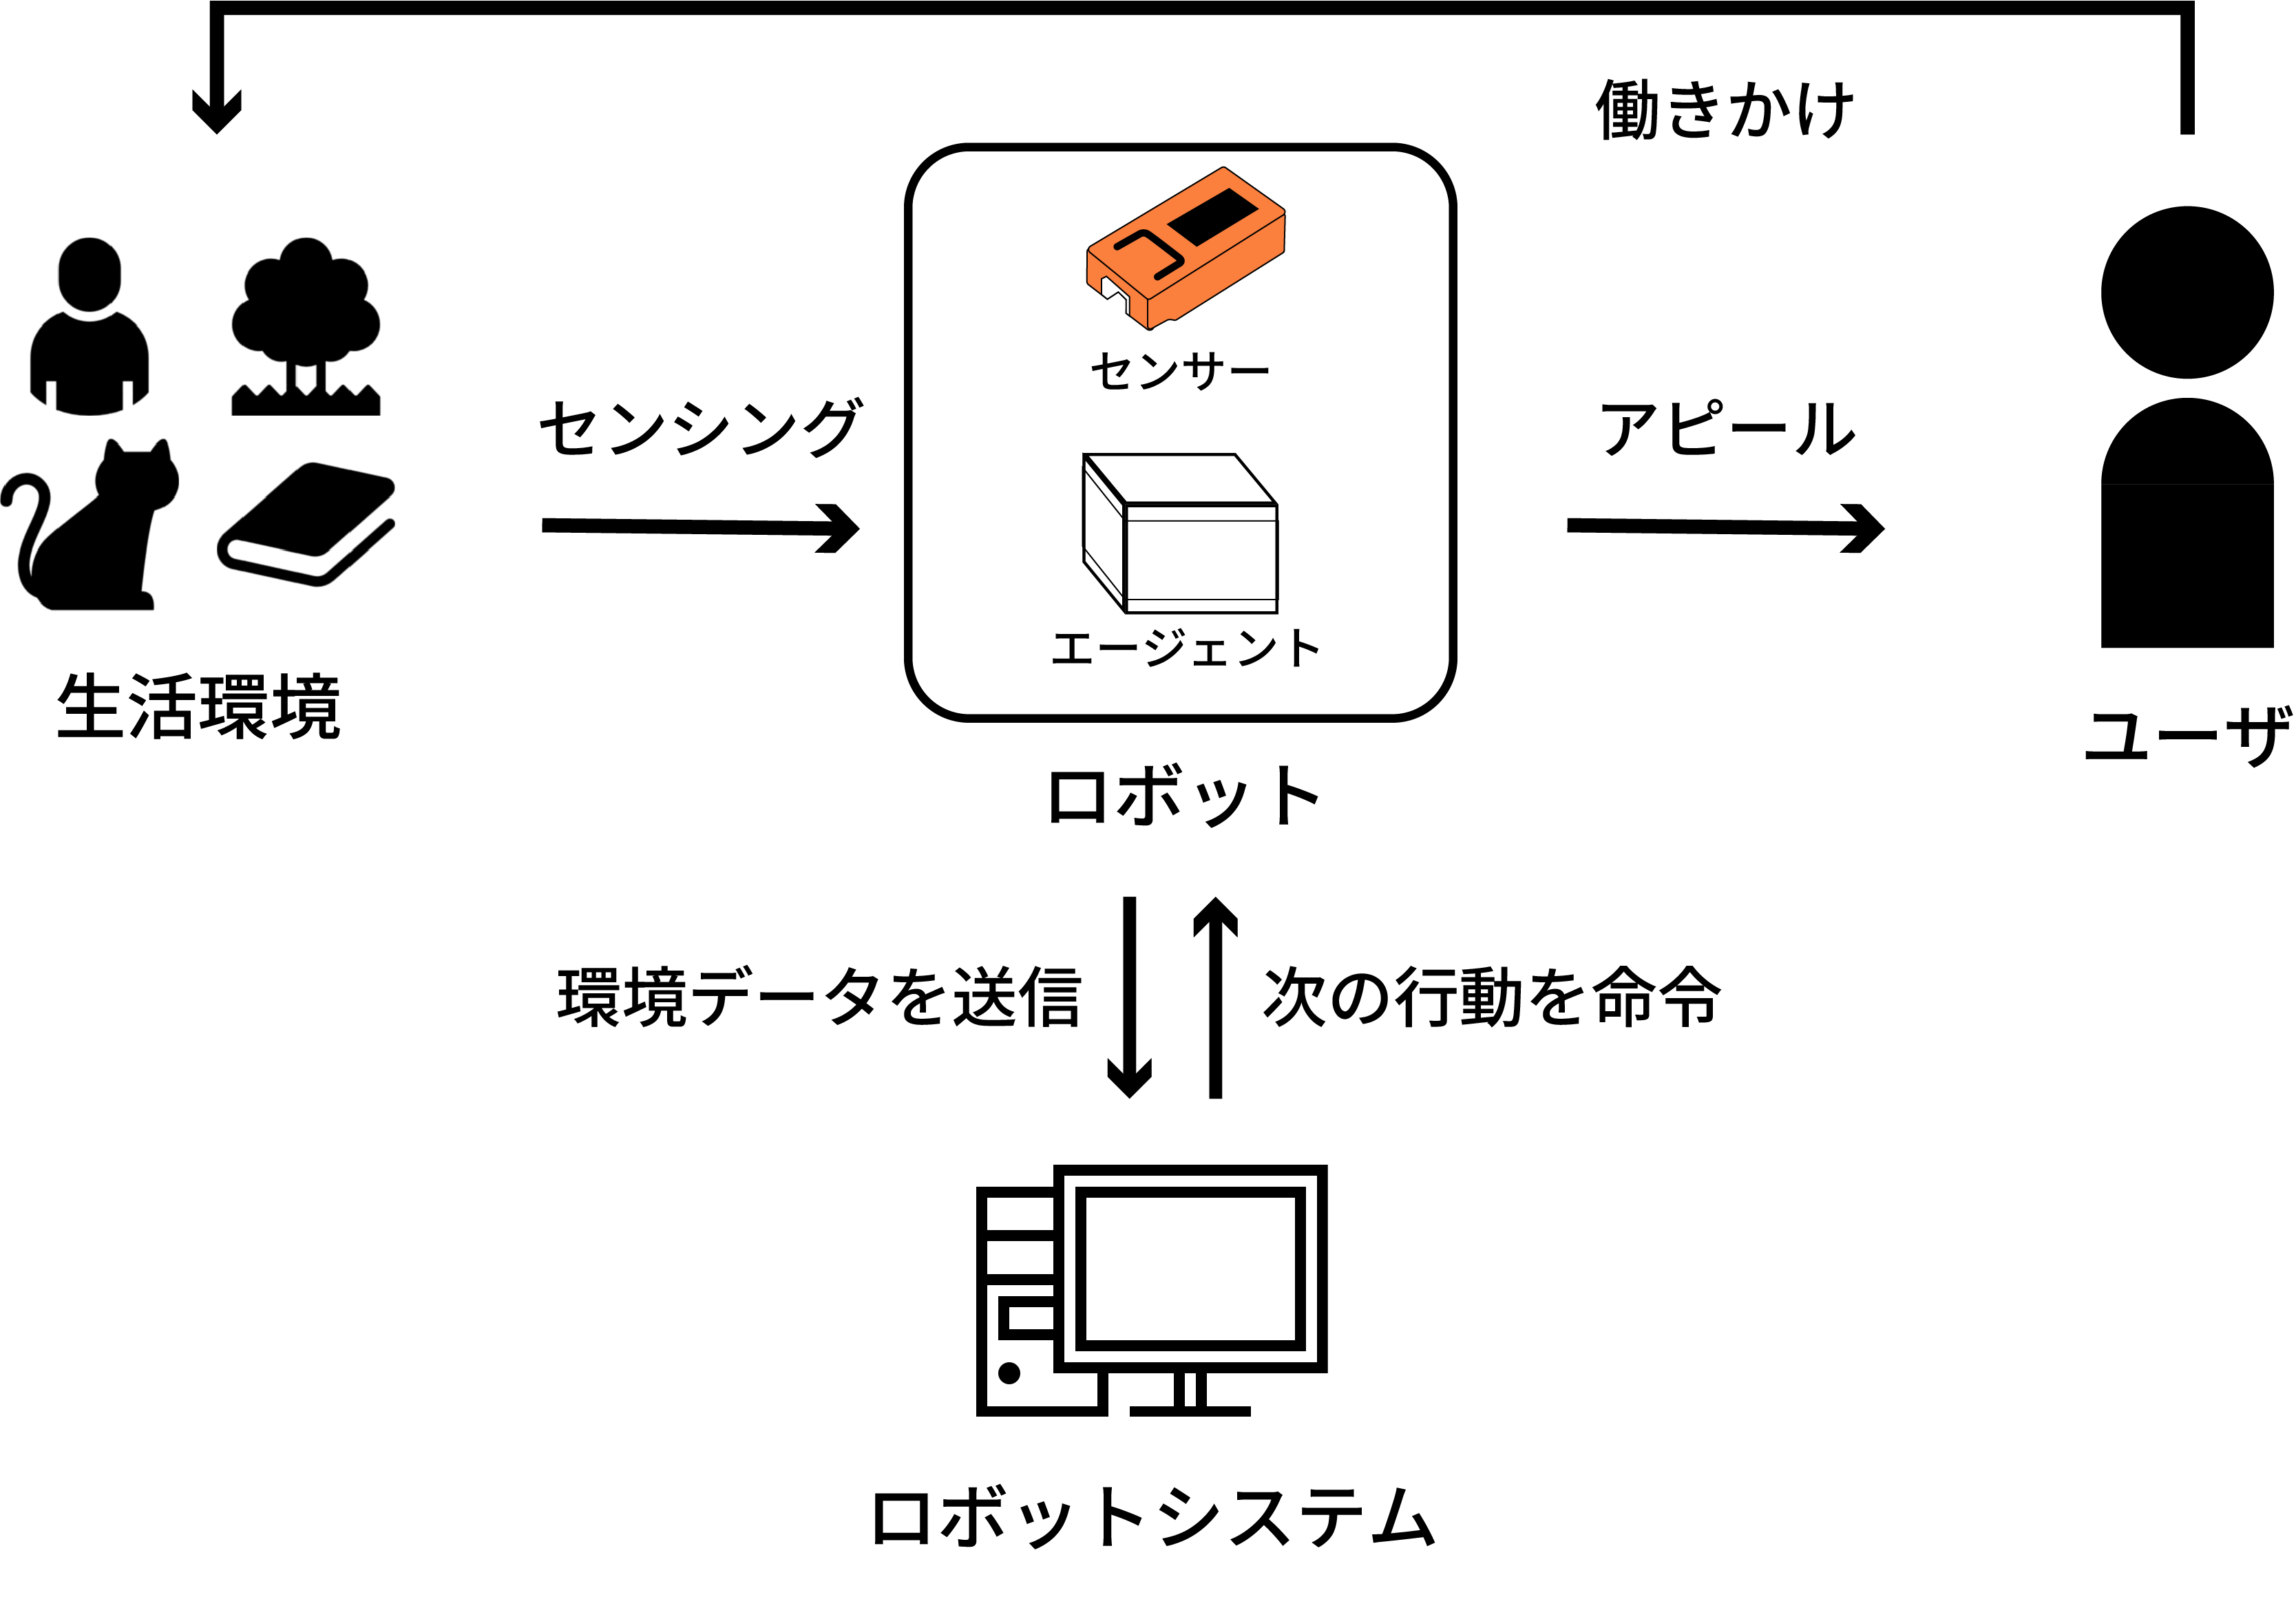 働きかけ
センサー
センシング
アピール
エージェント
生活環境
ユーザ
ロボット
環境データを送信
次の行動を命令
ロボットシステム